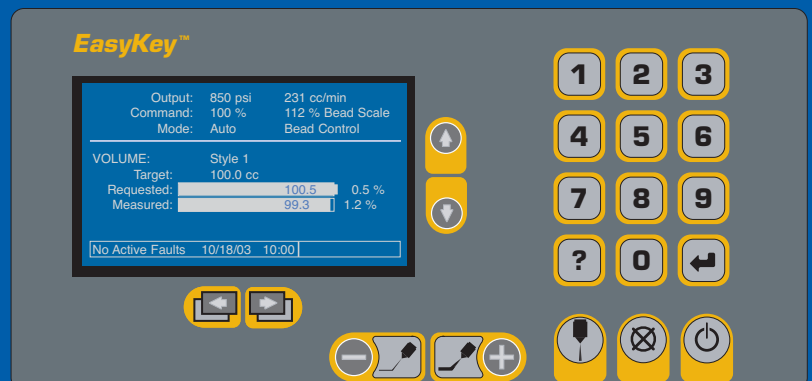 EasyKey™
Output: 850 psi 231 cc/min
Command: 100 % 112 % Bead Scale
Mode: Auto Bead Control
VOLUME: Style 1
Target: 100.0 cc
Requested: 100.5 0.5 %
Measured: 99.3 1.2 %
No Active Faults 10/18/03 10:00
1 2 3
4 5 6
7 8 9
? 0